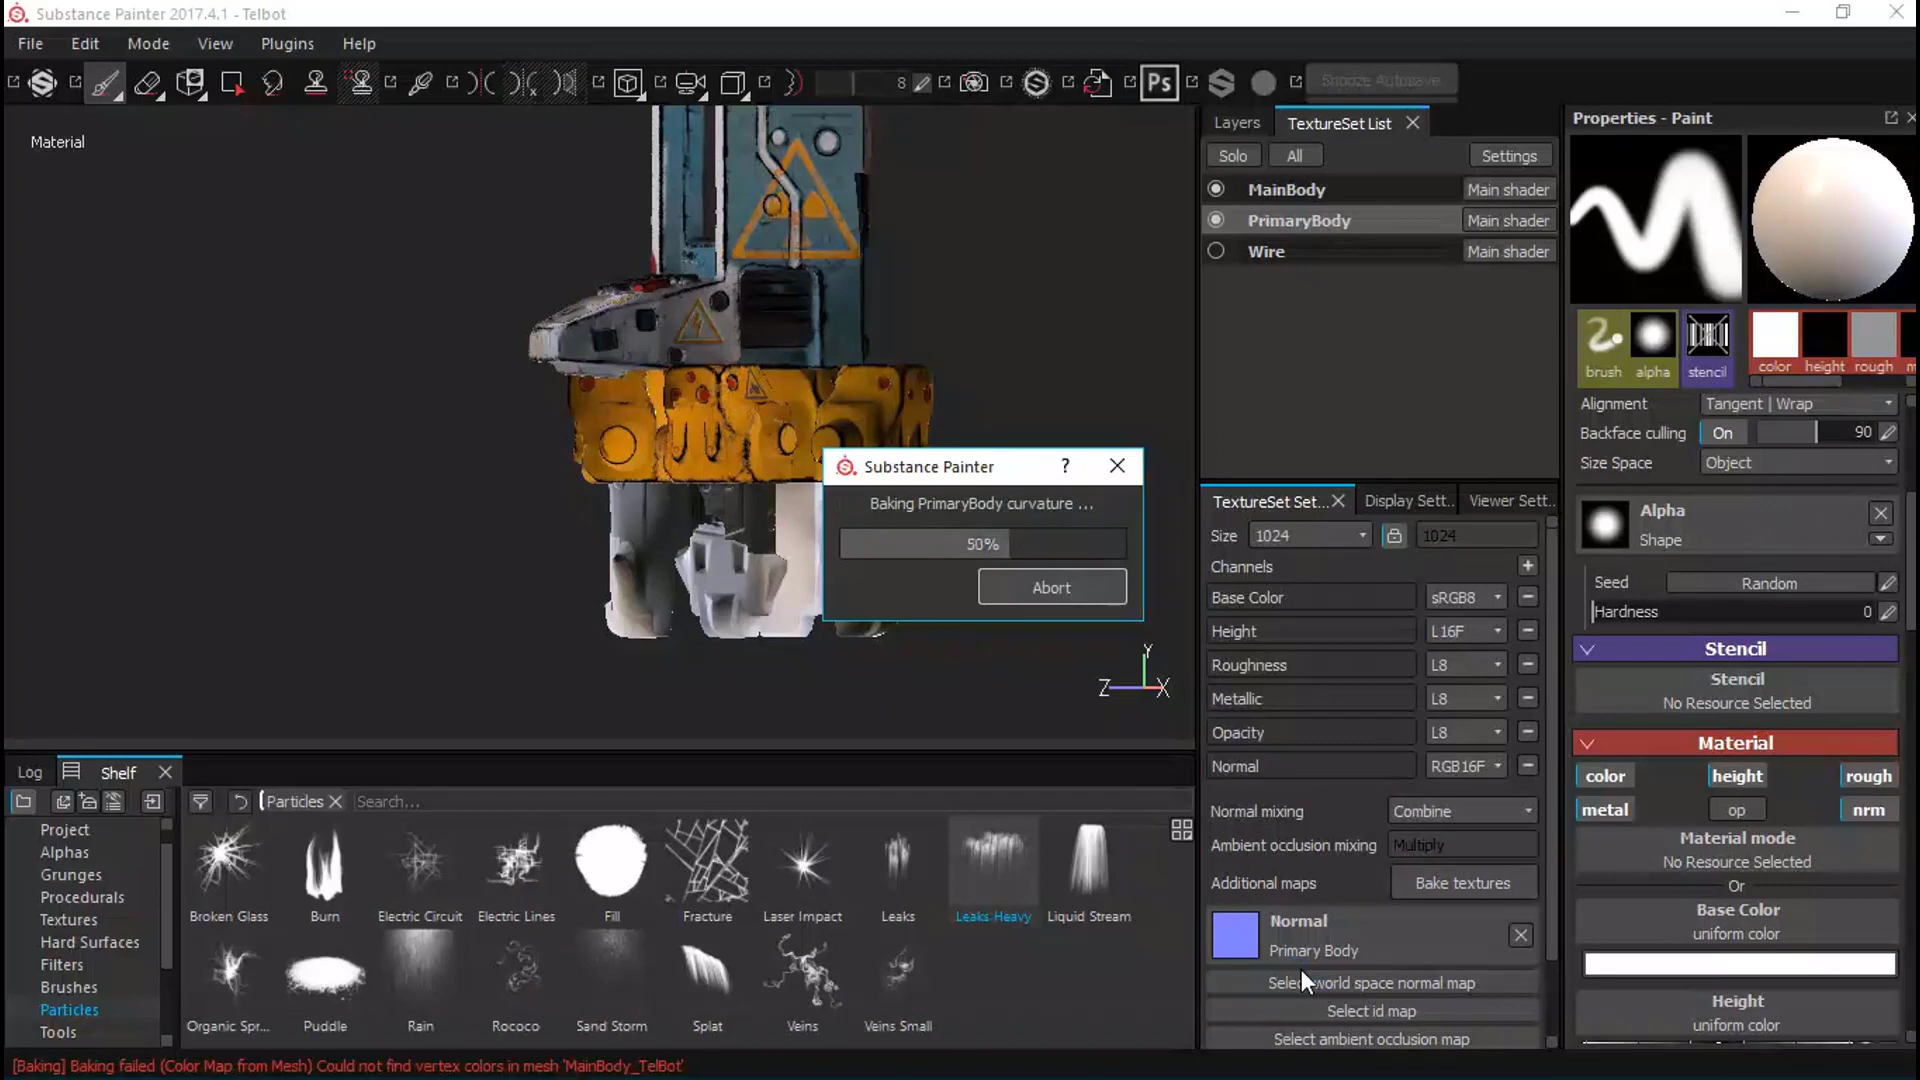 Substance Painter 2017.4.1 - Telbot
File Edit Mode View Plugins Help
8 Ps Snooze Autosave
Material
Layers TextureSet List
Solo All Settings
MainBody Main shader
PrimaryBody Main shader
Wire Main shader
Properties - Paint
brush alpha stencil color height rough
Alignment Tangent | Wrap
Backface culling On 90
Size Space Object
Alpha
Shape
Seed Random
Hardness 0
Stencil
Stencil
No Resource Selected
Material
color height rough
metal op nrm
Material mode
No Resource Selected
Or
Base Color
uniform color
Height
uniform color
Substance Painter ?
Baking PrimaryBody curvature ...
50%
Abort
Y
Z X
TextureSet Set... Display Sett.. Viewer Sett..
Size 1024 1024
Channels
Base Color sRGB8
Height L16F
Roughness L8
Metallic L8
Opacity L8
Normal RGB16F
Normal mixing Combine
Ambient occlusion mixing Multiply
Additional maps Bake textures
Normal
Primary Body
world space normal map
Select id map
Select ambient occlusion map
Log Shelf
Particles Search...
Project
Alphas
Grunges
Procedurals
Textures
Hard Surfaces
Filters
Brushes
Particles
Tools
Broken Glass Burn Electric Circuit Electric Lines Fill Fracture Laser Impact Leaks Leaks Heavy Liquid Stream
Organic Spr... Puddle Rain Rococo Sand Storm Splat Veins Veins Small
[Baking] Baking failed (Color Map from Mesh) Could not find vertex colors in mesh 'MainBody_TelBot'